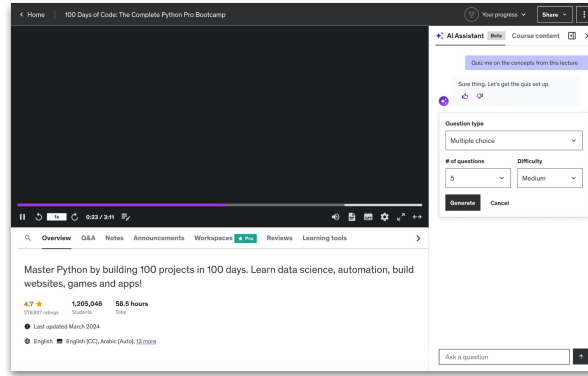 Home
100 Days of Code: The Complete Python Pro Bootcamp
Your progress
Share
AI Assistant Beta Course content
Quiz me on the concepts from this lecture
Sure thing. Let's get the quiz set up.
Question type
Multiple choice
# of questions Difficulty
5 Medium
Generate Cancel
1x 0:23 / 3:11
Overview Q&A Notes Announcements Workspaces Pro Reviews Learning tools
Master Python by building 100 projects in 100 days. Learn data science, automation, build
websites, games and apps!
4.7 1,205,046 58.5 hours
ratings Students Total
Last updated March 2024
English English [CC], Arabic [Auto], 13 more
Ask a question